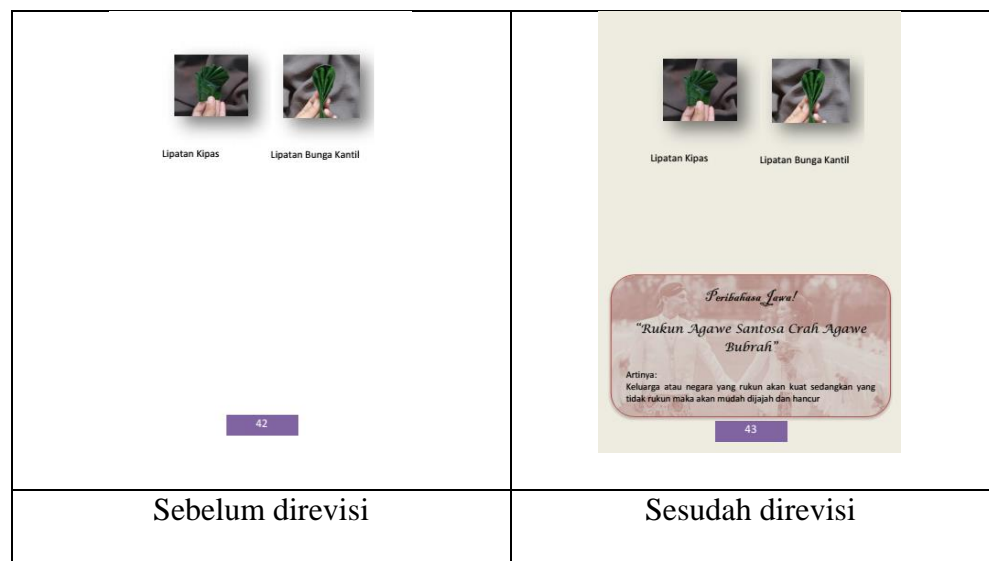 Lipatan Kipas
Lipatan Bunga Kantil
42
Sebelum direvisi
Lipatan Kipas
Lipatan Bunga Kantil
Peribahasa Jawa!
"Rukun Agawe Santosa Crah Agawe
Bubrah"
Artinya:
Keluarga atau negara yang rukun akan kuat sedangkan yang
tidak rukun maka akan mudah dijajah dan hancur
43
Sesudah direvisi